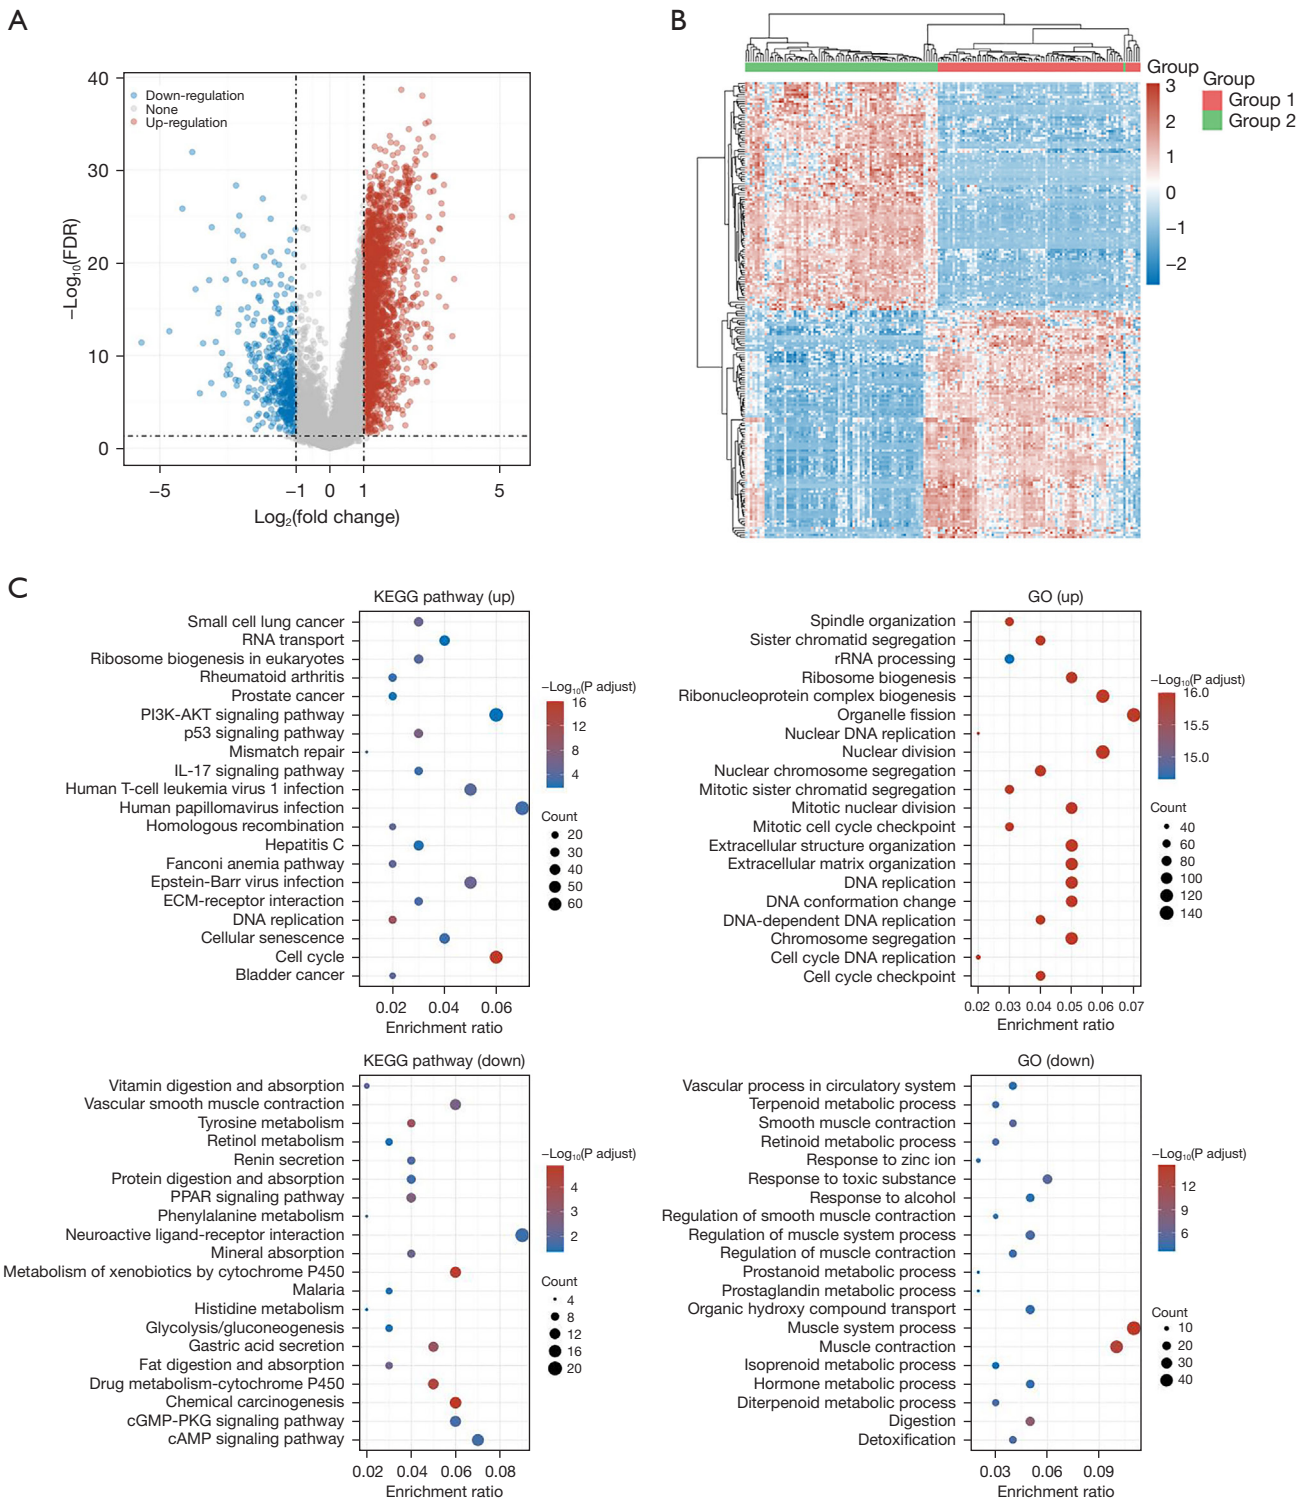 A
40
30
20
10
0
−Log10(FDR)
Down-regulation
None
Up-regulation
−5
−1
0
1
5
Log2(fold change)
B
Group
3
2
1
0
−1
−2
Group
Group 1
Group 2
C
KEGG pathway (up)
Small cell lung cancer
RNA transport
Ribosome biogenesis in eukaryotes
Rheumatoid arthritis
Prostate cancer
PI3K-AKT signaling pathway
p53 signaling pathway
Mismatch repair
IL-17 signaling pathway
Human T-cell leukemia virus 1 infection
Human papillomavirus infection
Homologous recombination
Hepatitis C
Fanconi anemia pathway
Epstein-Barr virus infection
ECM-receptor interaction
DNA replication
Cellular senescence
Cell cycle
Bladder cancer
0.02 0.04 0.06
Enrichment ratio
−Log10(P adjust)
16
12
8
4
Count
20
30
40
50
60
GO (up)
Spindle organization
Sister chromatid segregation
rRNA processing
Ribosome biogenesis
Ribonucleoprotein complex biogenesis
Organelle fission
Nuclear DNA replication
Nuclear division
Nuclear chromosome segregation
Mitotic sister chromatid segregation
Mitotic nuclear division
Mitotic cell cycle checkpoint
Extracellular structure organization
Extracellular matrix organization
DNA replication
DNA conformation change
DNA-dependent DNA replication
Chromosome segregation
Cell cycle DNA replication
Cell cycle checkpoint
0.02 0.03 0.04 0.05 0.06 0.07
Enrichment ratio
−Log10(P adjust)
16.0
15.5
15.0
Count
40
60
80
100
120
140
KEGG pathway (down)
Vitamin digestion and absorption
Vascular smooth muscle contraction
Tyrosine metabolism
Retinol metabolism
Renin secretion
Protein digestion and absorption
PPAR signaling pathway
Phenylalanine metabolism
Neuroactive ligand-receptor interaction
Mineral absorption
Metabolism of xenobiotics by cytochrome P450
Malaria
Histidine metabolism
Glycolysis/gluconeogenesis
Gastric acid secretion
Fat digestion and absorption
Drug metabolism-cytochrome P450
Chemical carcinogenesis
cGMP-PKG signaling pathway
cAMP signaling pathway
0.02 0.04 0.06 0.08
Enrichment ratio
−Log10(P adjust)
4
3
2
Count
4
8
12
16
20
GO (down)
Vascular process in circulatory system
Terpenoid metabolic process
Smooth muscle contraction
Retinoid metabolic process
Response to zinc ion
Response to toxic substance
Response to alcohol
Regulation of smooth muscle contraction
Regulation of muscle system process
Regulation of muscle contraction
Prostanoid metabolic process
Prostaglandin metabolic process
Organic hydroxy compound transport
Muscle system process
Muscle contraction
Isoprenoid metabolic process
Hormone metabolic process
Diterpenoid metabolic process
Digestion
Detoxification
0.03 0.06 0.09
Enrichment ratio
−Log10(P adjust)
12
9
6
Count
10
20
30
40